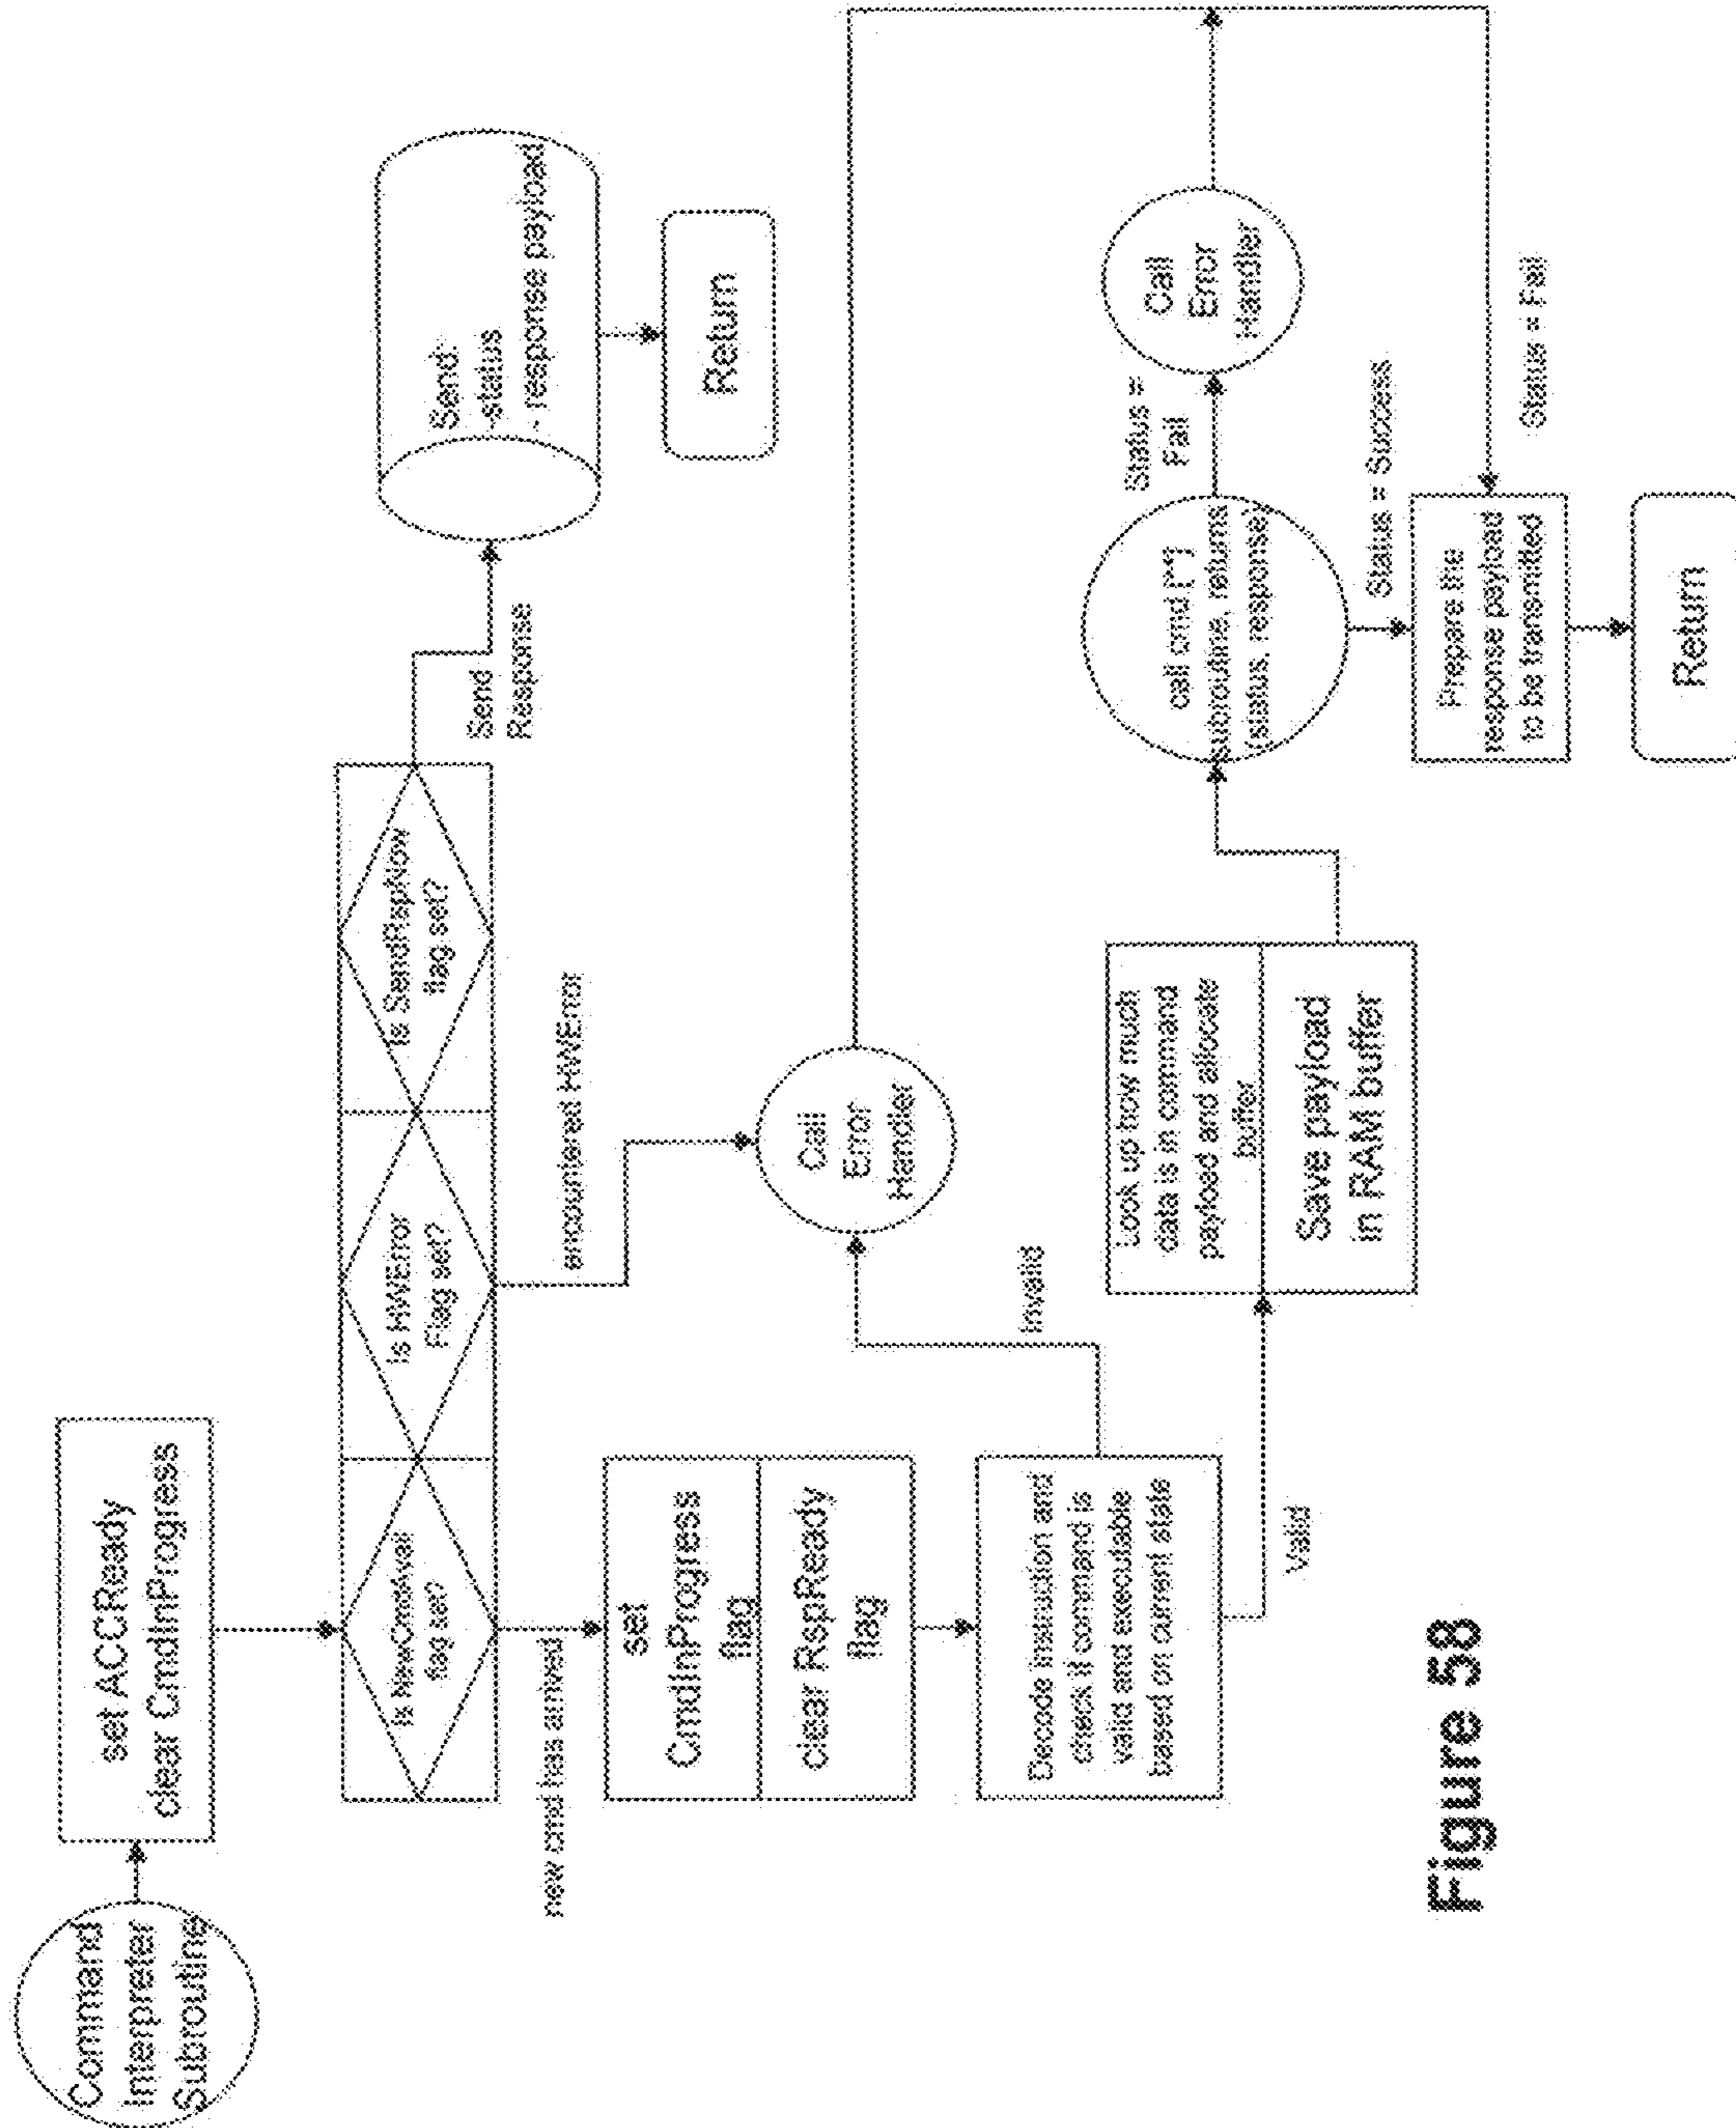 Command
Interpreter
Subroutine
set ACCReady
clear CmdInProgress
is NewCmdAvail
flag set?
is HWError
Flag set?
is SendRspNow
flag set?
Send
Response
Send:
-status
- response payload
Return
new cmd has arrived
encountered HWError
set
CmdInProgress
flag
clear RspReady
flag
Call
Error
Handler
Decode instruction and
check if command is
valid and executable
based on current state
Invalid
Valid
Look up how much
data is in command
payload and allocate
buffer
Save payload
in RAM buffer
call cmd [*]
subroutine, returns
(status, response)
Status =
Fail
Call
Error
Handler
Status = Success
Status = Fail
Prepare the
response payload
to be transmitted
Return
Figure 58